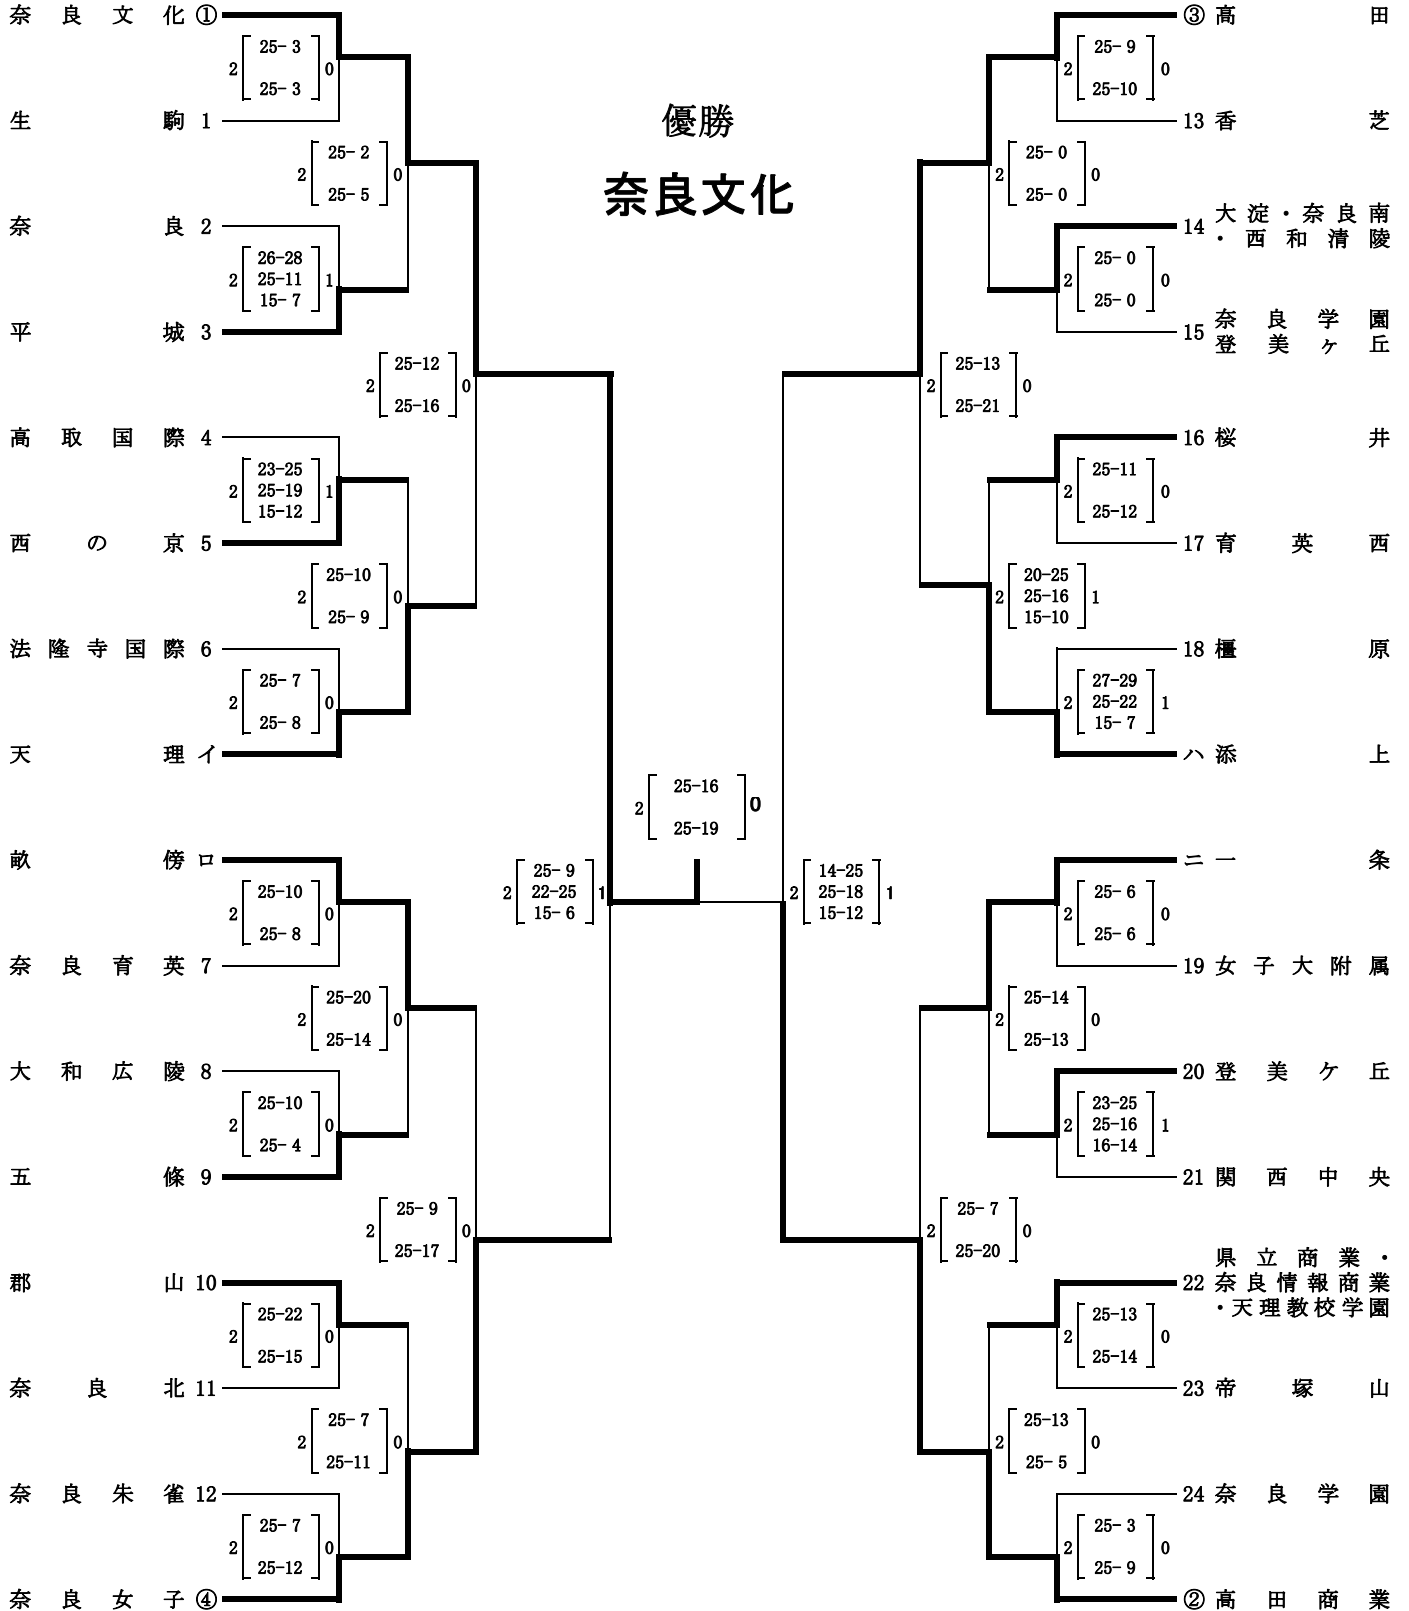 優勝
奈良文化
奈良文化 ①
2 25- 3 0
25- 3
生駒 1
2 25- 2 0
25- 5
奈良 2
26-28
2 25-11 1
15- 7
平城 3
2 25-12 0
25-16
高取国際 4
23-25
2 25-19 1
15-12
西の京 5
2 25-10 0
25- 9
法隆寺国際 6
2 25- 7 0
25- 8
天理 イ
畝傍 ロ
2 25-10 0
25- 8
奈良育英 7
2 25-20 0
25-14
大和広陵 8
2 25-10 0
25- 4
五條 9
2 25- 9 0
25-17
郡山 10
2 25-22 0
25-15
奈良北 11
2 25- 7 0
25-11
奈良朱雀 12
2 25- 7 0
25-12
奈良女子 ④
25- 9
2 22-25 1
15- 6
2 25-16 0
25-19
14-25
2 25-18 1
15-12
③ 高田
2 25- 9 0
25-10
13 香芝
2 25- 0 0
25- 0
14 大淀・奈良南
・西和清陵
2 25- 0 0
25- 0
15 奈良学園
登美ヶ丘
2 25-13 0
25-21
16 桜井
2 25-11 0
25-12
17 育英西
20-25
2 25-16 1
15-10
18 橿原
27-29
2 25-22 1
15- 7
ハ 添上
ニ 一条
2 25- 6 0
25- 6
19 女子大附属
2 25-14 0
25-13
20 登美ケ丘
23-25
2 25-16 1
16-14
21 関西中央
2 25- 7 0
25-20
県立商業・
22 奈良情報商業
・天理教校学園
2 25-13 0
25-14
23 帝塚山
2 25-13 0
25- 5
24 奈良学園
2 25- 3 0
25- 9
② 高田商業